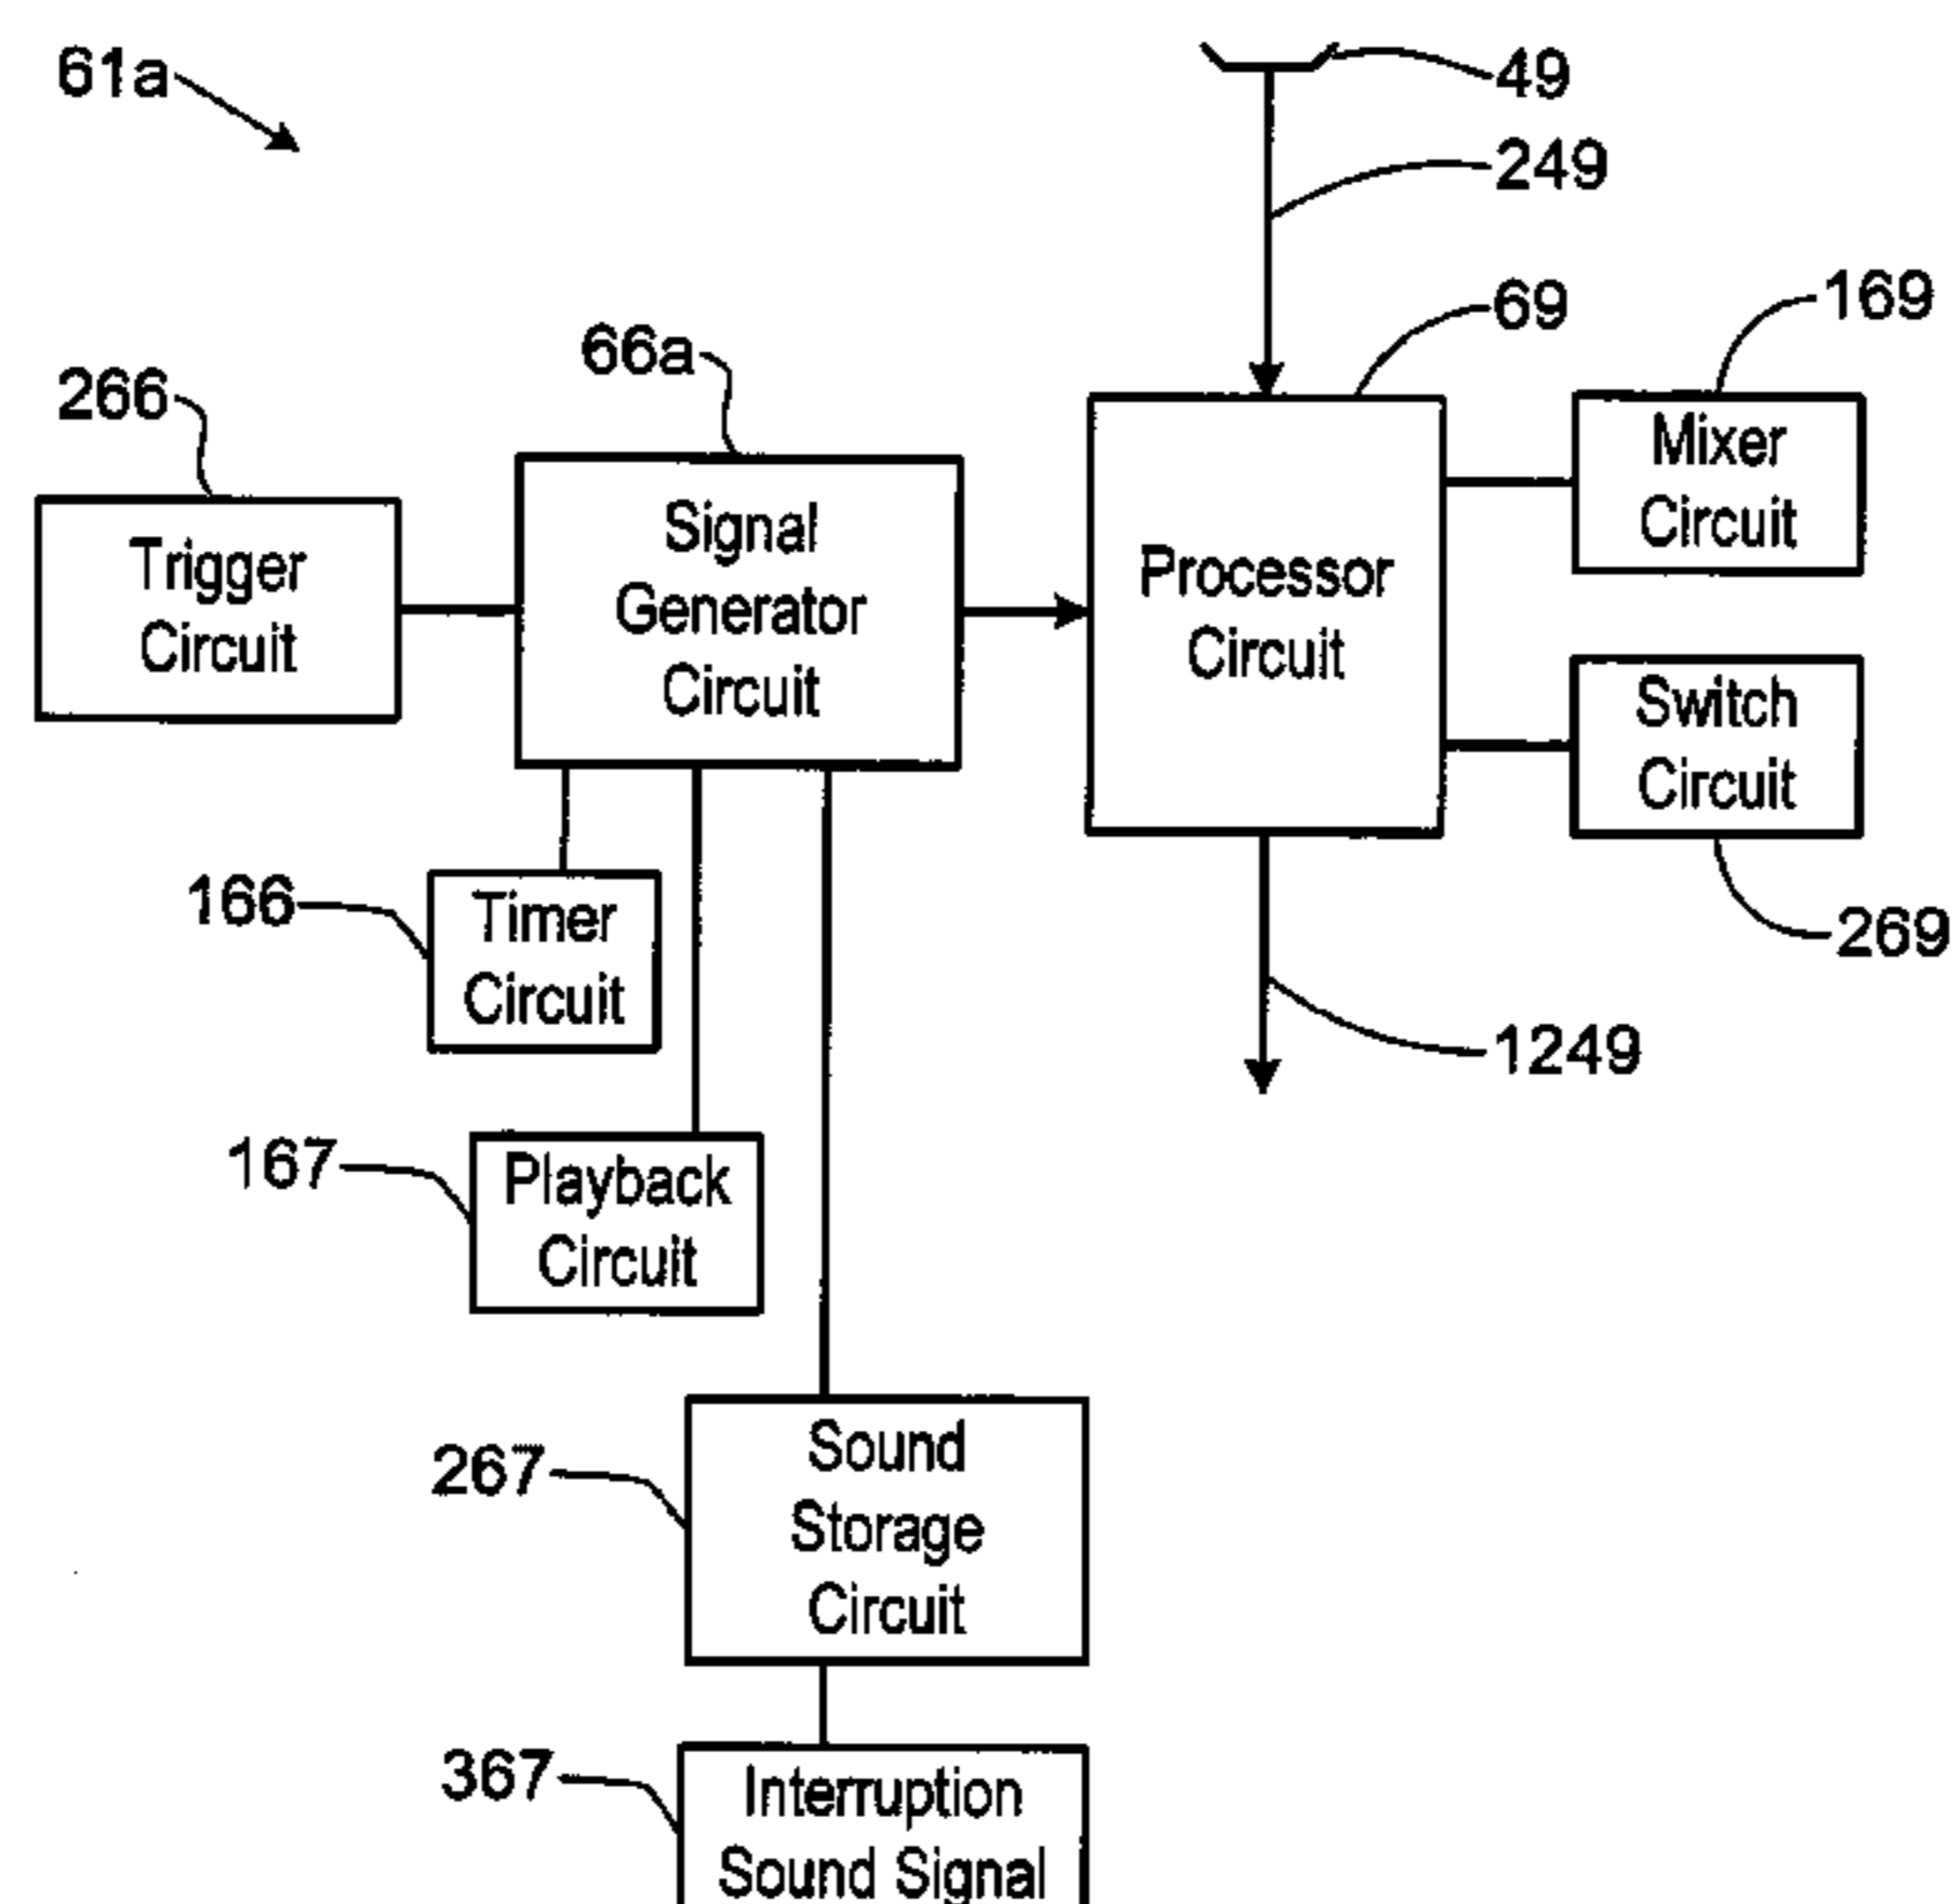 61a
49
249
69
169
66a
266
Mixer
Circuit
Signal
Generator
Circuit
Trigger
Circuit
Processor
Circuit
Switch
Circuit
166
Timer
Circuit
269
1249
167
Playback
Circuit
267
Sound
Storage
Circuit
367
Interruption
Sound Signal